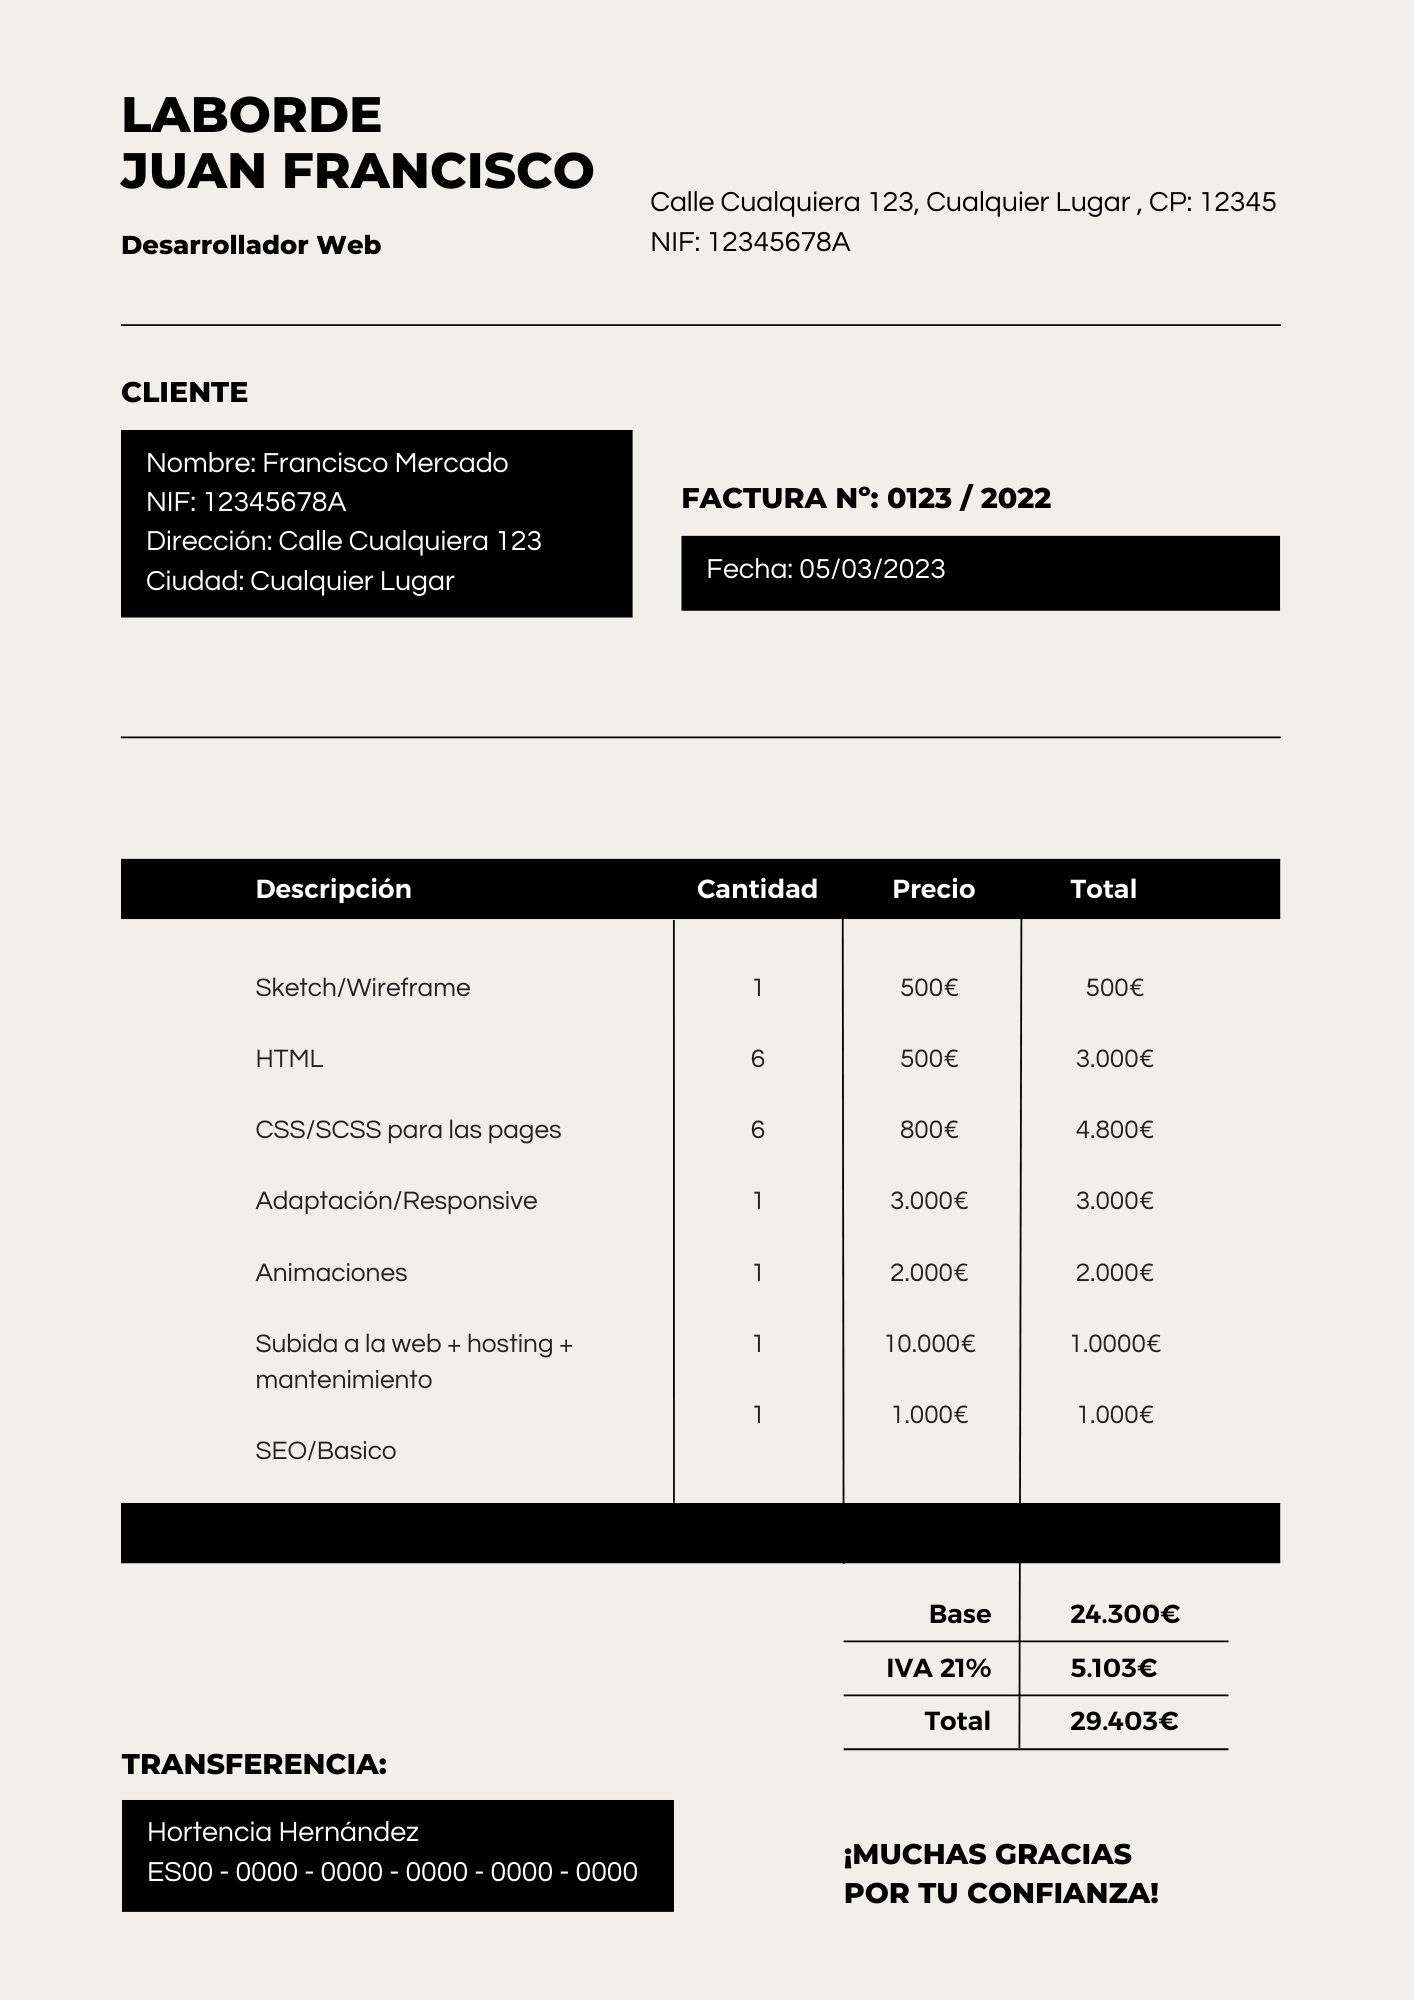 LABORDE
JUAN FRANCISCO
Desarrollador Web
Calle Cualquiera 123, Cualquier Lugar , CP: 12345
NIF: 12345678A
CLIENTE
Nombre: Francisco Mercado
NIF: 12345678A
Dirección: Calle Cualquiera 123
Ciudad: Cualquier Lugar
FACTURA Nº: 0123 / 2022
Fecha: 05/03/2023
Descripción Cantidad Precio Total
Sketch/Wireframe 1 500€ 500€
HTML 6 500€ 3.000€
CSS/SCSS para las pages 6 800€ 4.800€
Adaptación/Responsive 1 3.000€ 3.000€
Animaciones 1 2.000€ 2.000€
Subida a la web + hosting + 1 10.000€ 1.0000€
mantenimiento
1 1.000€ 1.000€
SEO/Basico
Base 24.300€
IVA 21% 5.103€
Total 29.403€
TRANSFERENCIA:
Hortencia Hernández
ES00 - 0000 - 0000 - 0000 - 0000 - 0000
¡MUCHAS GRACIAS
POR TU CONFIANZA!